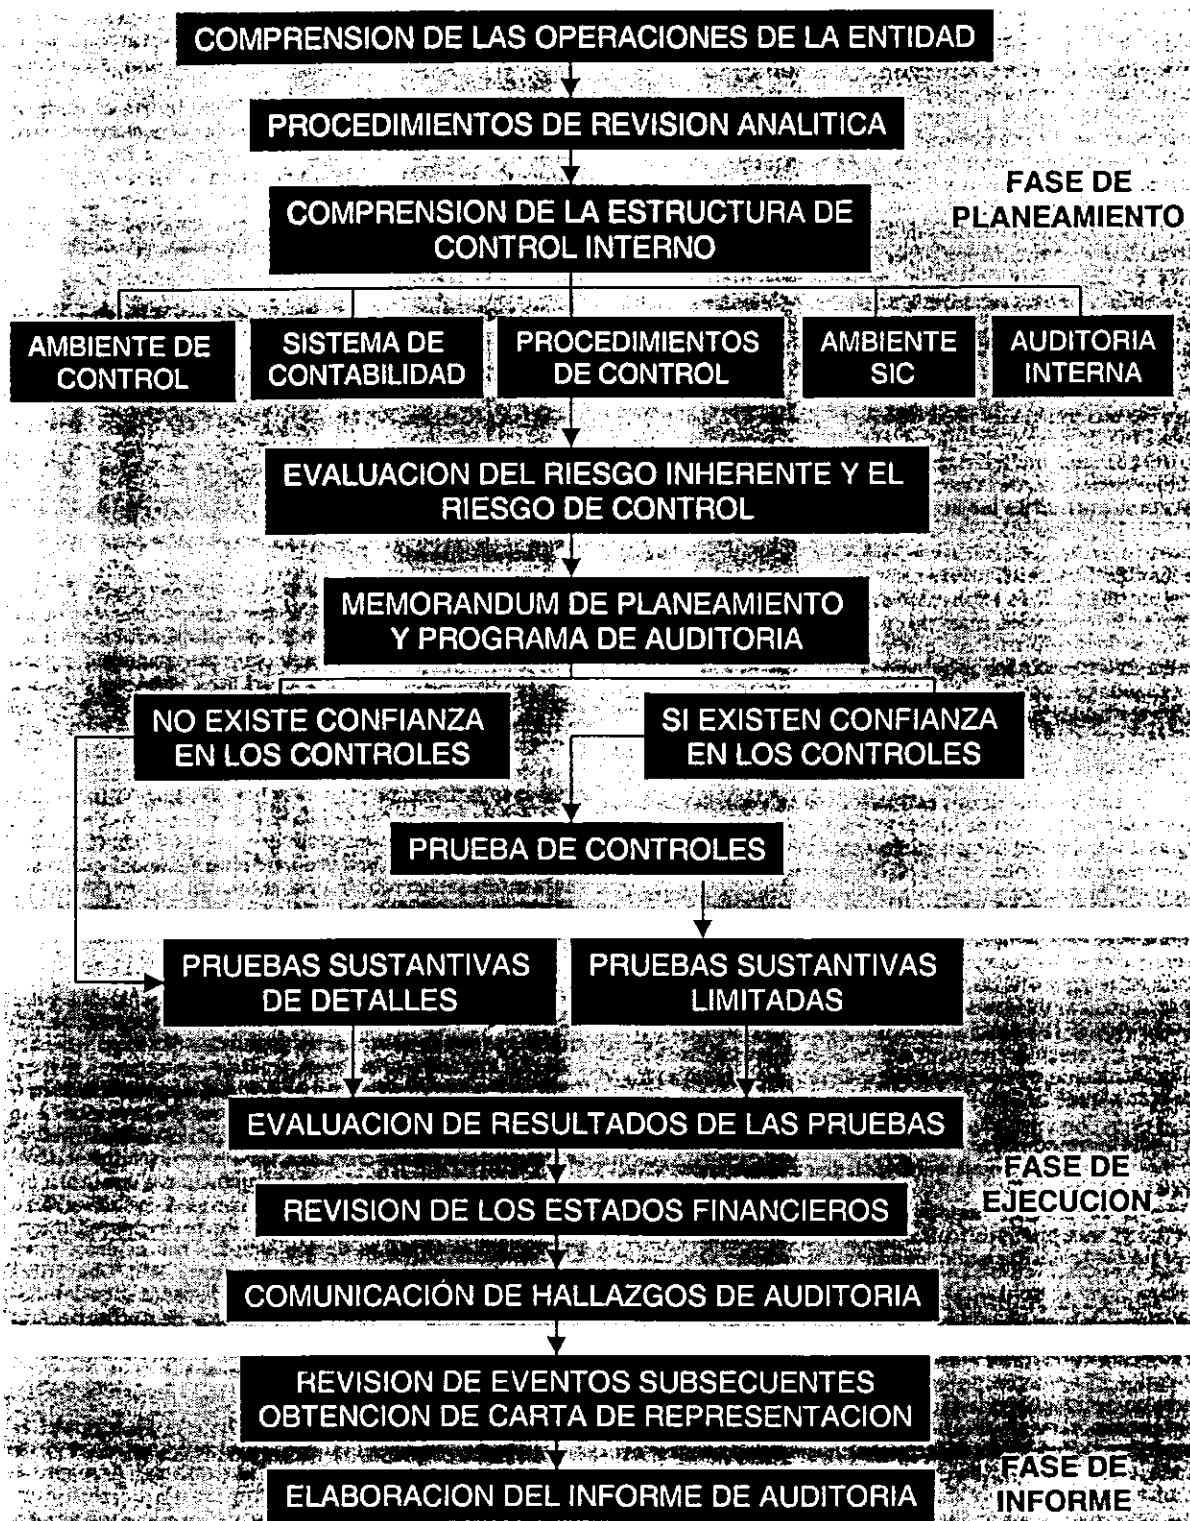 COMPRENSION DE LAS OPERACIONES DE LA ENTIDAD
PROCEDIMIENTOS DE REVISION ANALITICA
FASE DE
PLANEAMIENTO
COMPRENSION DE LA ESTRUCTURA DE
CONTROL INTERNO
AMBIENTE DE
CONTROL
SISTEMA DE
CONTABILIDAD
PROCEDIMIENTOS
DE CONTROL
AMBIENTE
SIC
AUDITORIA
INTERNA
EVALUACION DEL RIESGO INHERENTE Y EL
RIESGO DE CONTROL
MEMORANDUM DE PLANEAMIENTO
Y PROGRAMA DE AUDITORIA
NO EXISTE CONFIANZA
EN LOS CONTROLES
SI EXISTEN CONFIANZA
EN LOS CONTROLES
PRUEBA DE CONTROLES
PRUEBAS SUSTANTIVAS
DE DETALLES
PRUEBAS SUSTANTIVAS
LIMITADAS
EVALUACION DE RESULTADOS DE LAS PRUEBAS
FASE DE
EJECUCION
REVISION DE LOS ESTADOS FINANCIEROS
COMUNICACIÓN DE HALLAZGOS DE AUDITORIA
REVISION DE EVENTOS SUBSECUENTES
OBTENCION DE CARTA DE REPRESENTACION
FASE DE
INFORME
ELABORACION DEL INFORME DE AUDITORIA